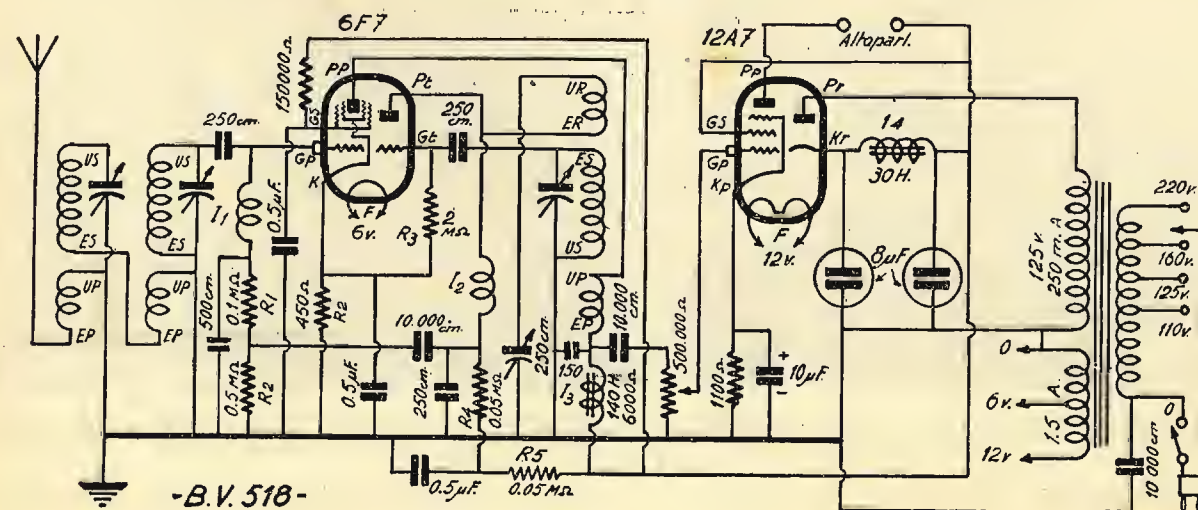 6F7
12A7
Altoparl.
150000Ω
Pp
Pt
Gs
Gp
Gt
K
F
6v.
250 cm.
250 cm.
US
ES
UP
EP
US
ES
UP
EP
I1
0.5µF.
500cm
0.1MΩ
R1
0.5MΩ
R2
450Ω
R2
R3
2 MΩ
I2
10.000 cm.
0.5µF.
250cm.
R4
0.05MΩ
UR
ER
ES
US
UP
EP
250cm.
150
I3
10.000 cm.
140H.
6000Ω
500.000Ω
Pp
Pr
Gs
Gp
Kp
Kr
F
12v.
14
30H.
8µF
1100Ω
+
10µF.
-
125v.
250 m.A
0
6v.
12v
1.5 A.
220v.
160v.
125v.
110v.
0
10 000cm
R5
0.05MΩ
0.5µF.
-B.V. 518-